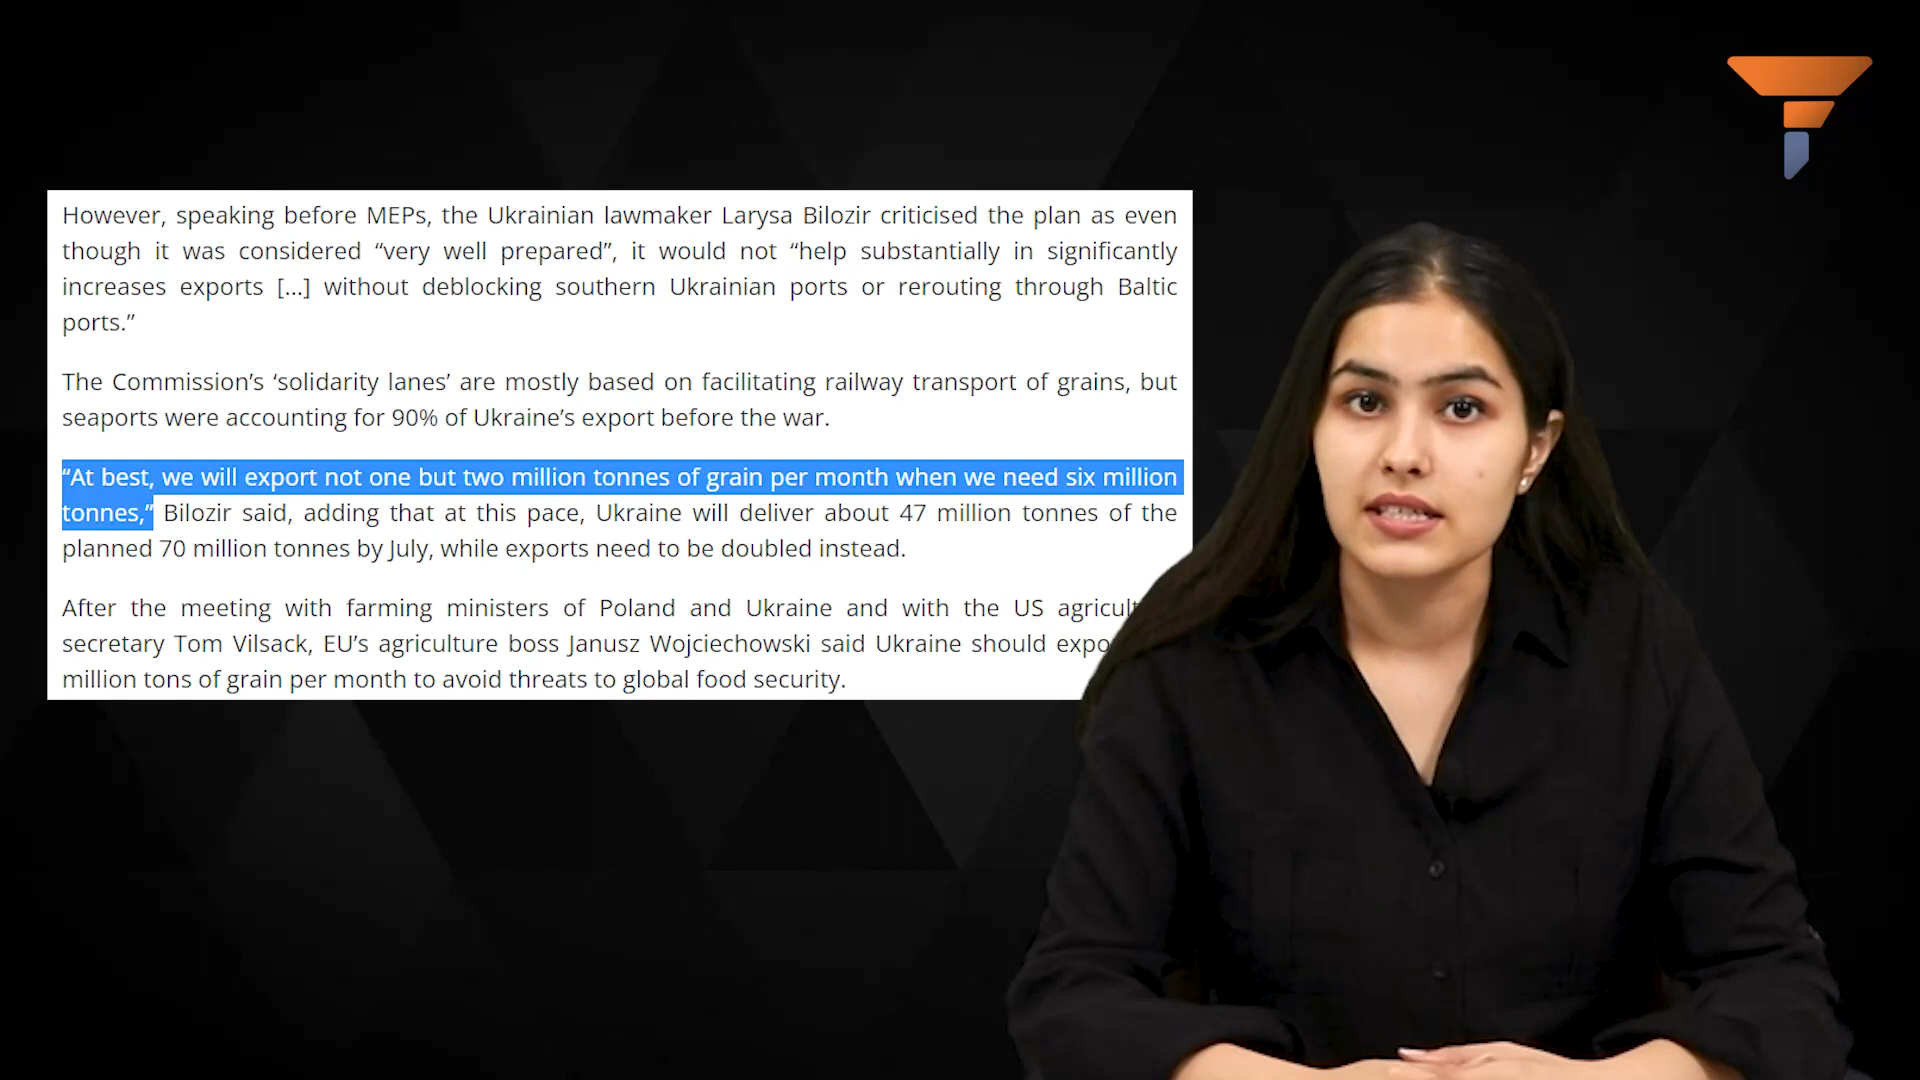 However, speaking before MEPs, the Ukrainian lawmaker Larysa Bilozir criticised the plan as even
though it was considered “very well prepared”, it would not “help substantially in significantly
increases exports [...] without deblocking southern Ukrainian ports or rerouting through Baltic
ports.”
The Commission’s ‘solidarity lanes’ are mostly based on facilitating railway transport of grains, but
seaports were accounting for 90% of Ukraine’s export before the war.
“At best, we will export not one but two million tonnes of grain per month when we need six million
tonnes,” Bilozir said, adding that at this pace, Ukraine will deliver about 47 million tonnes of the
planned 70 million tonnes by July, while exports need to be doubled instead.
After the meeting with farming ministers of Poland and Ukraine and with the US
secretary Tom Vilsack, EU’s agriculture boss Janusz Wojciechowski said Ukraine should
million tons of grain per month to avoid threats to global food security.